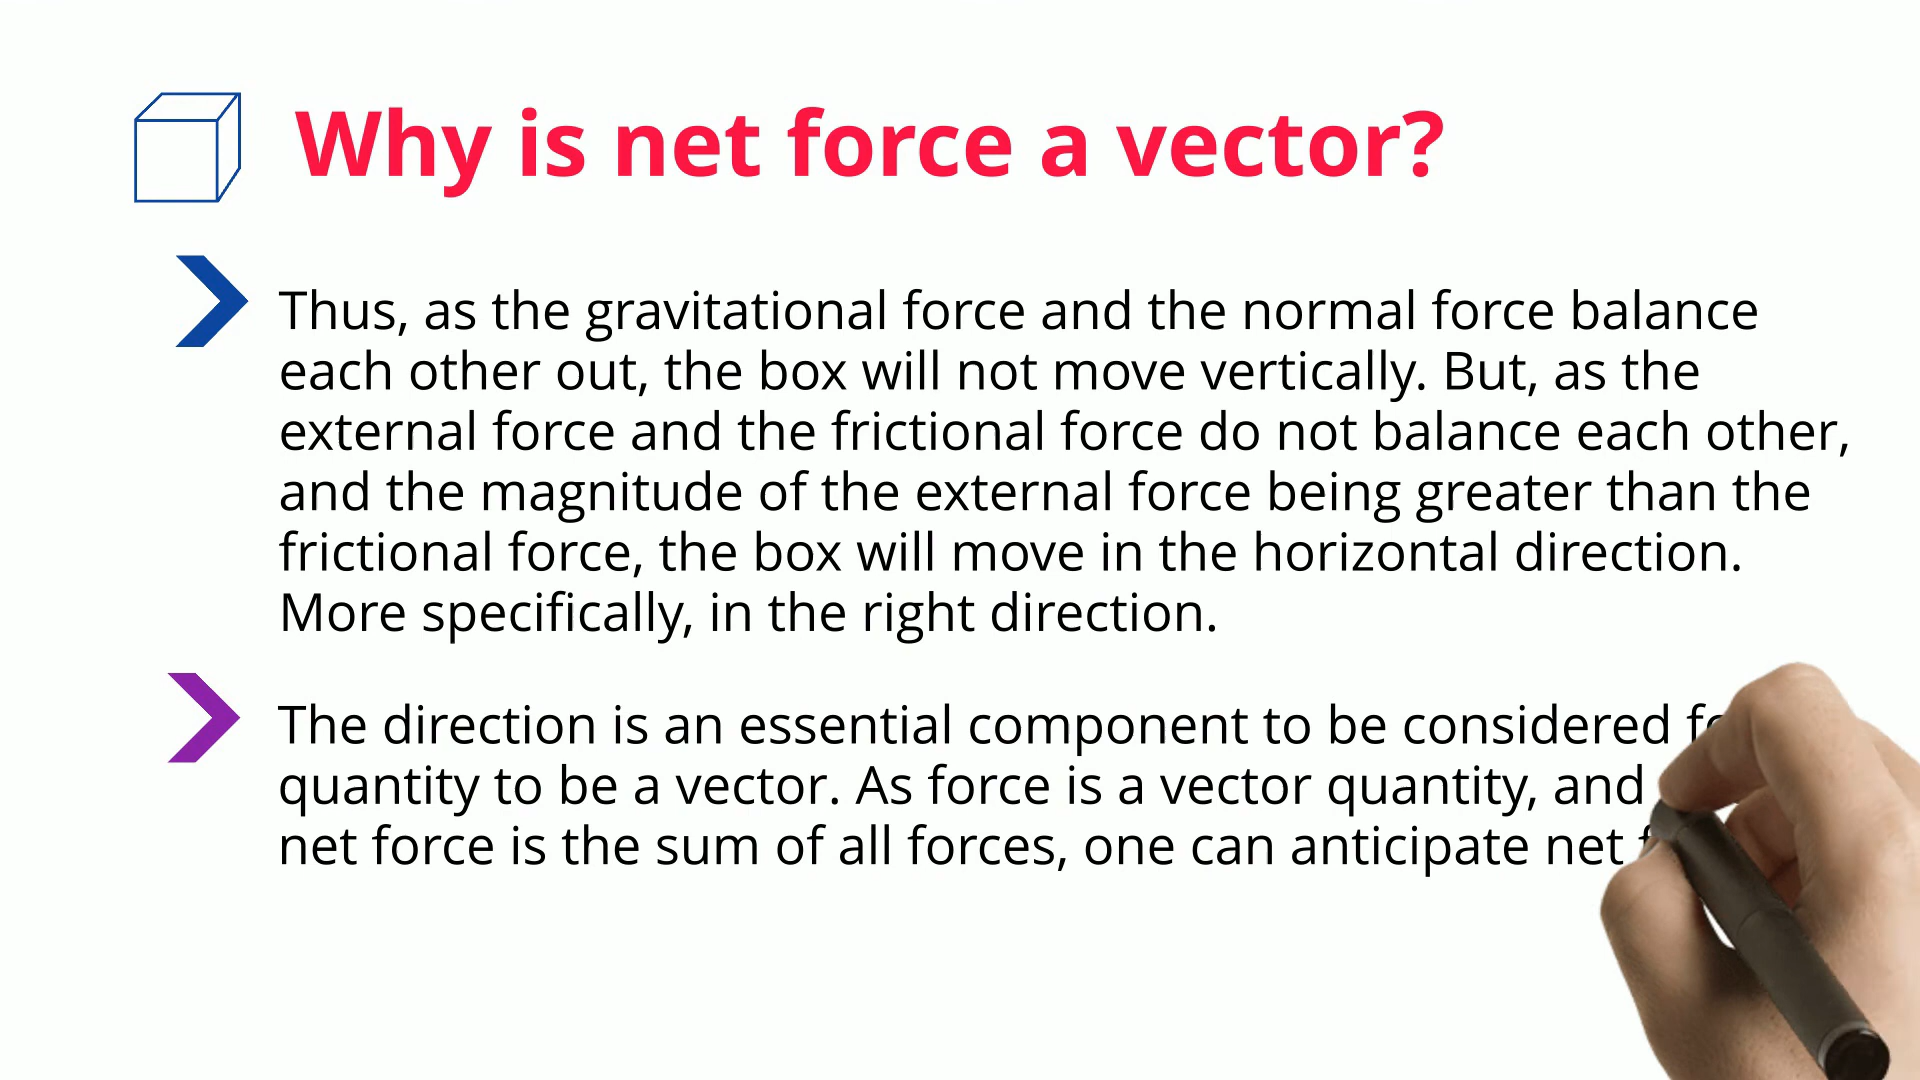 Why is net force a vector?
Thus, as the gravitational force and the normal force balance
each other out, the box will not move vertically. But, as the
external force and the frictional force do not balance each other,
and the magnitude of the external force being greater than the
frictional force, the box will move in the horizontal direction.
More specifically, in the right direction.
The direction is an essential component to be considered
quantity to be a vector. As force is a vector quantity, and
net force is the sum of all forces, one can anticipate net